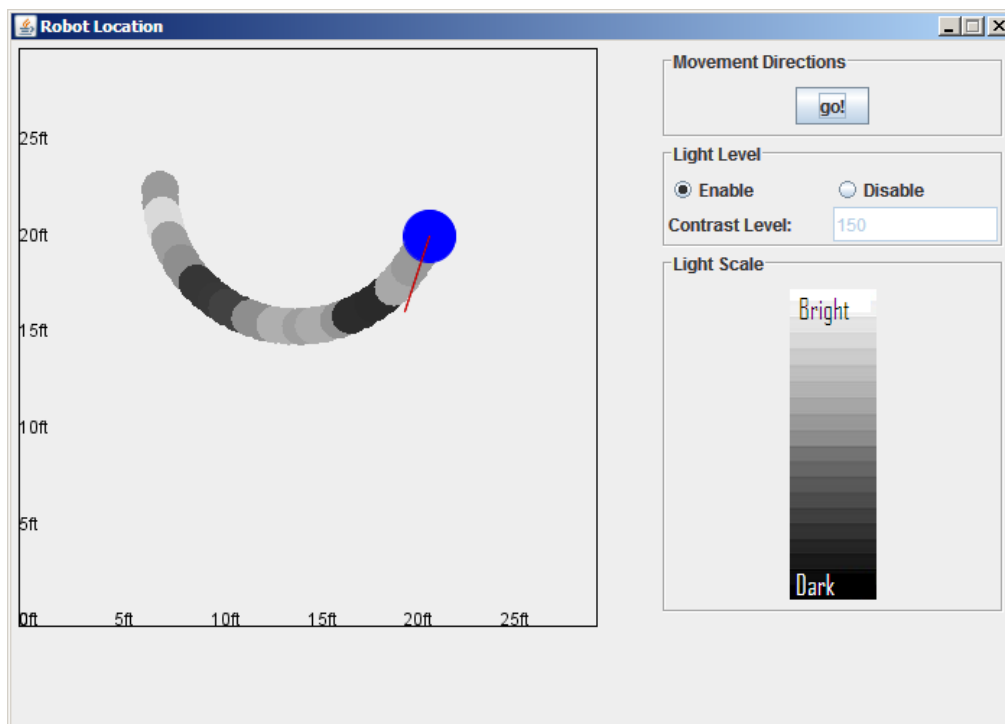 Robot Location
25ft
20ft
15ft
10ft
5ft
0ft 5ft 10ft 15ft 20ft 25ft
Movement Directions
go!
Light Level
Enable Disable
Contrast Level: 150
Light Scale
Bright
Dark